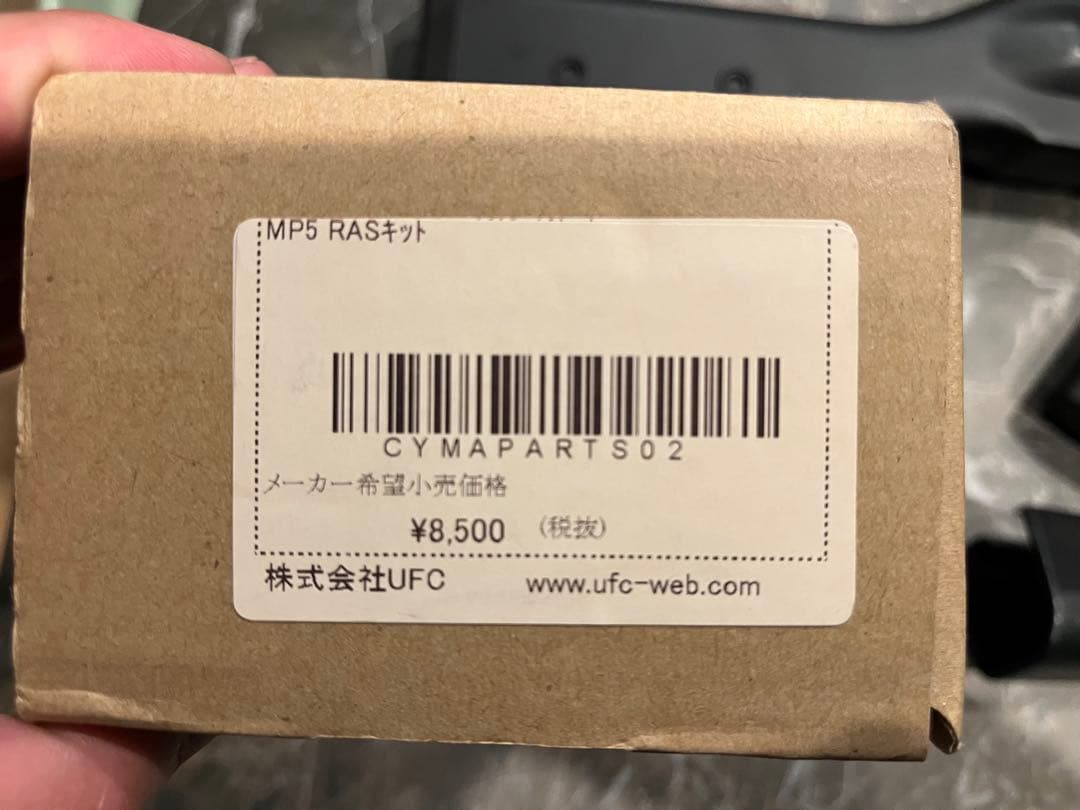 MP5 RASキット
CYMAPARTS02
メーカー希望小売価格
¥8,500 (税抜)
株式会社UFC www.ufc-web.com